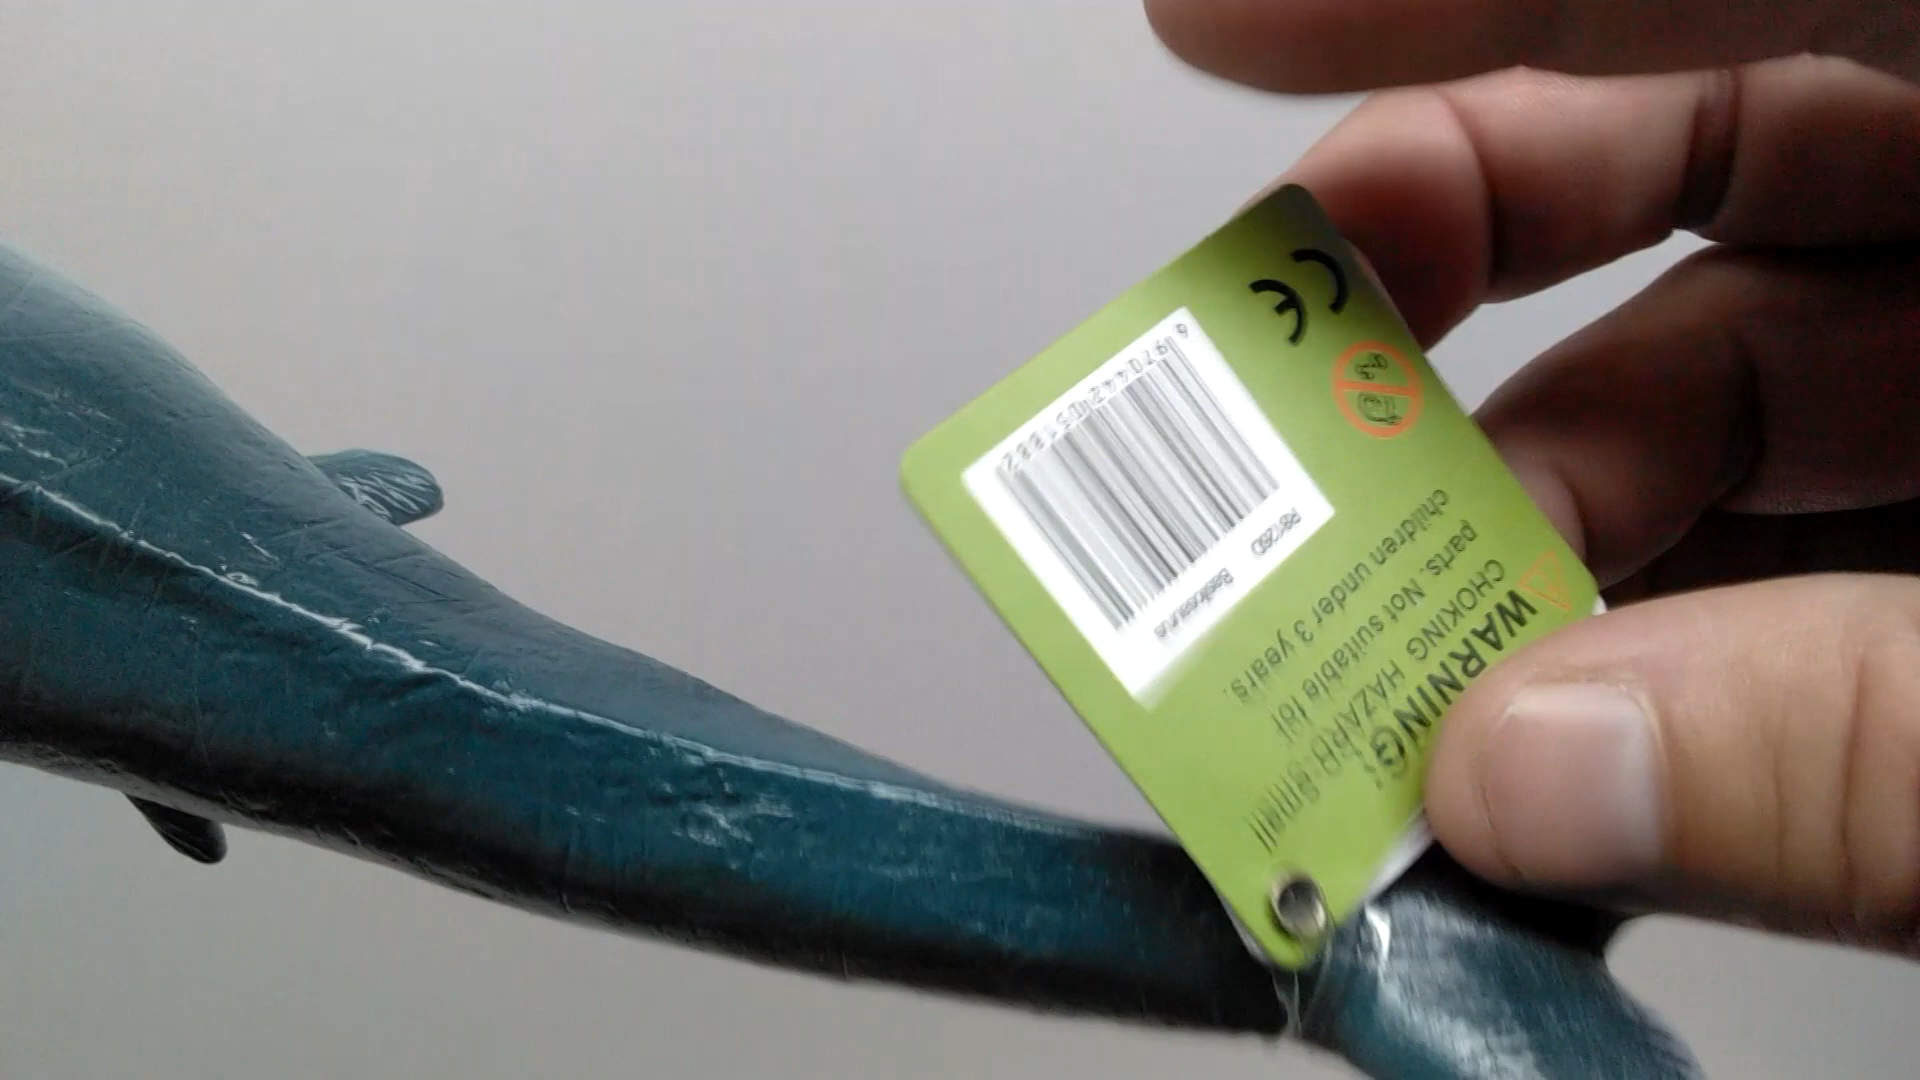 WARNING:
CHOKING HAZARD-Small
parts. Not suitable for
children under 3 years.
CE